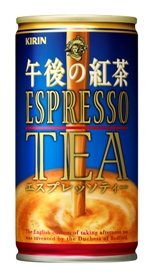 KIRIN
午後の紅茶
ESPRESSO
TEA
エスプレッソティー
The English custom of taking afternoon tea
was invented by the Duchess of Bedford